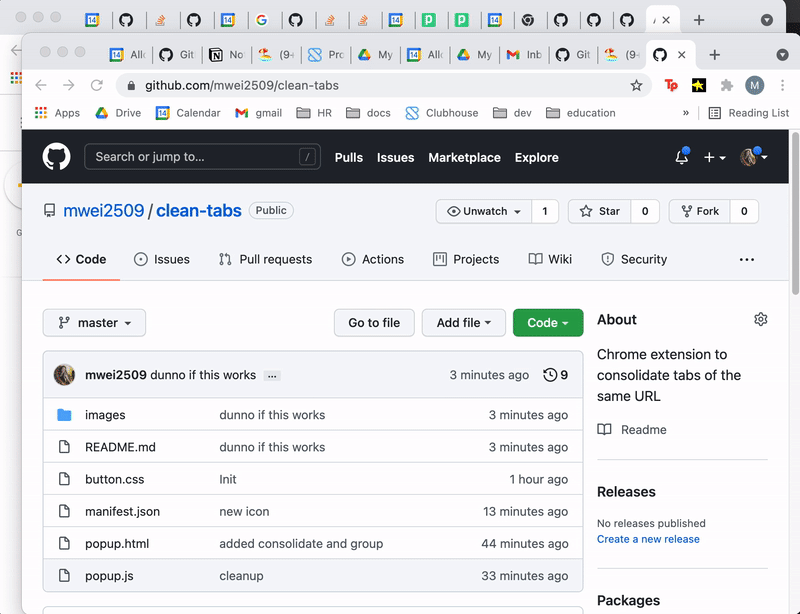 Allo
Git
No
(9+
Pro
My
Allo
My
Inb
Git
(9+
github.com/mwei2509/clean-tabs
Tp
M
Apps
Drive
Calendar
gmail
HR
docs
Clubhouse
dev
education
»
Reading List
Search or jump to...
/
Pulls
Issues
Marketplace
Explore
mwei2509 / clean-tabs
Public
Unwatch
1
Star
0
Fork
0
Code
Issues
Pull requests
Actions
Projects
Wiki
Security
master
Go to file
Add file
Code
About
mwei2509 dunno if this works
3 minutes ago
9
Chrome extension to
consolidate tabs of the
same URL
Readme
images dunno if this works 3 minutes ago
README.md dunno if this works 3 minutes ago
button.css Init 1 hour ago
manifest.json new icon 13 minutes ago
popup.html added consolidate and group 44 minutes ago
popup.js cleanup 33 minutes ago
Releases
No releases published
Create a new release
Packages